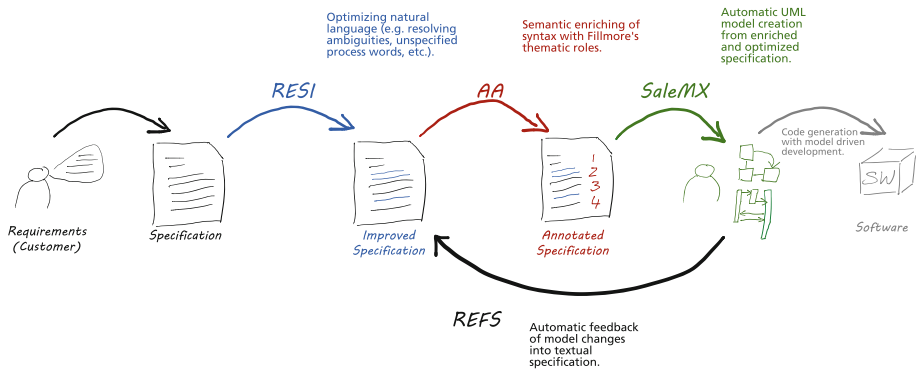 Optimizing natural
language (e.g. resolving
ambiguities, unspecified
process words, etc.).
RESI
Semantic enriching of
syntax with Fillmore's
thematic roles.
AA
Automatic UML
model creation
from enriched
and optimized
specification.
SaleMX
Code generation
with model driven
development.
1
2
3
4
SW
Requirements
(Customer)
Specification
Improved
Specification
Annotated
Specification
Software
REFS
Automatic feedback
of model changes
into textual
specification.